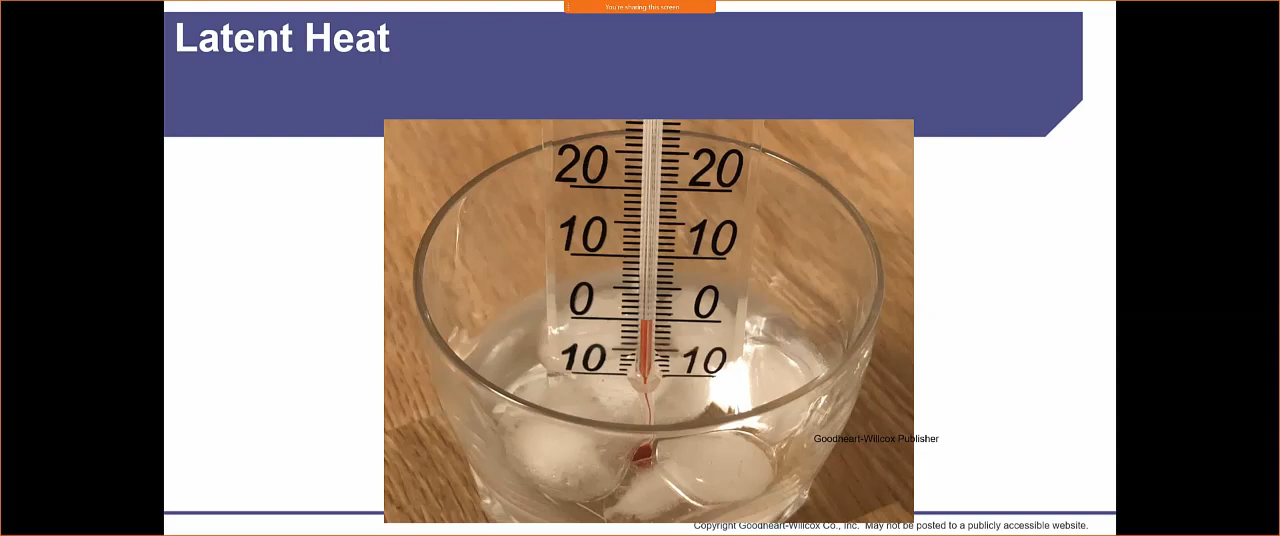 You're sharing this screen
Latent Heat
20 20
10 10
0 0
10 10
Goodheart-Willcox Publisher
Copyright Goodheart-Willcox Co., Inc. May not be posted to a publicly accessible website.